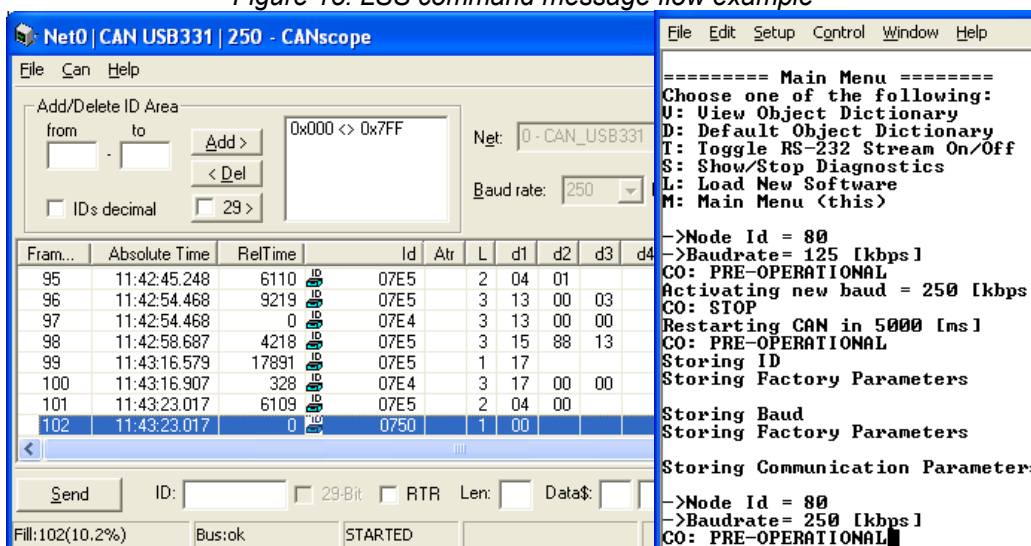 Figure 16: LSS command message flow example
Net0 | CAN USB331 | 250 - CANscope
File Can Help
Add/Delete ID Area
from to
-
Add >
< Del
IDs decimal
29 >
0x000 <> 0x7FF
Net: 0 - CAN_USB331
Baud rate: 250
Fram... Absolute Time RelTime Id Atr L d1 d2 d3 d4
95 11:42:45.248 6110 07E5 2 04 01
96 11:42:54.468 9219 07E5 3 13 00 03
97 11:42:54.468 0 07E4 3 13 00 00
98 11:42:58.687 4218 07E5 3 15 88 13
99 11:43:16.579 17891 07E5 1 17
100 11:43:16.907 328 07E4 3 17 00 00
101 11:43:23.017 6109 07E5 2 04 00
102 11:43:23.017 0 0750 1 00
Send ID: 29-Bit RTR Len: Data$:
Fill:102(10.2%) Bus:ok STARTED
File Edit Setup Control Window Help
========= Main Menu ========
Choose one of the following:
V: View Object Dictionary
D: Default Object Dictionary
T: Toggle RS-232 Stream On/Off
S: Show/Stop Diagnostics
L: Load New Software
M: Main Menu (this)
->Node Id = 80
->Baudrate= 125 [kbps]
CO: PRE-OPERATIONAL
Activating new baud = 250 [kbps
CO: STOP
Restarting CAN in 5000 [ms]
CO: PRE-OPERATIONAL
Storing ID
Storing Factory Parameters
Storing Baud
Storing Factory Parameters
Storing Communication Parameter
->Node Id = 80
->Baudrate= 250 [kbps]
CO: PRE-OPERATIONAL